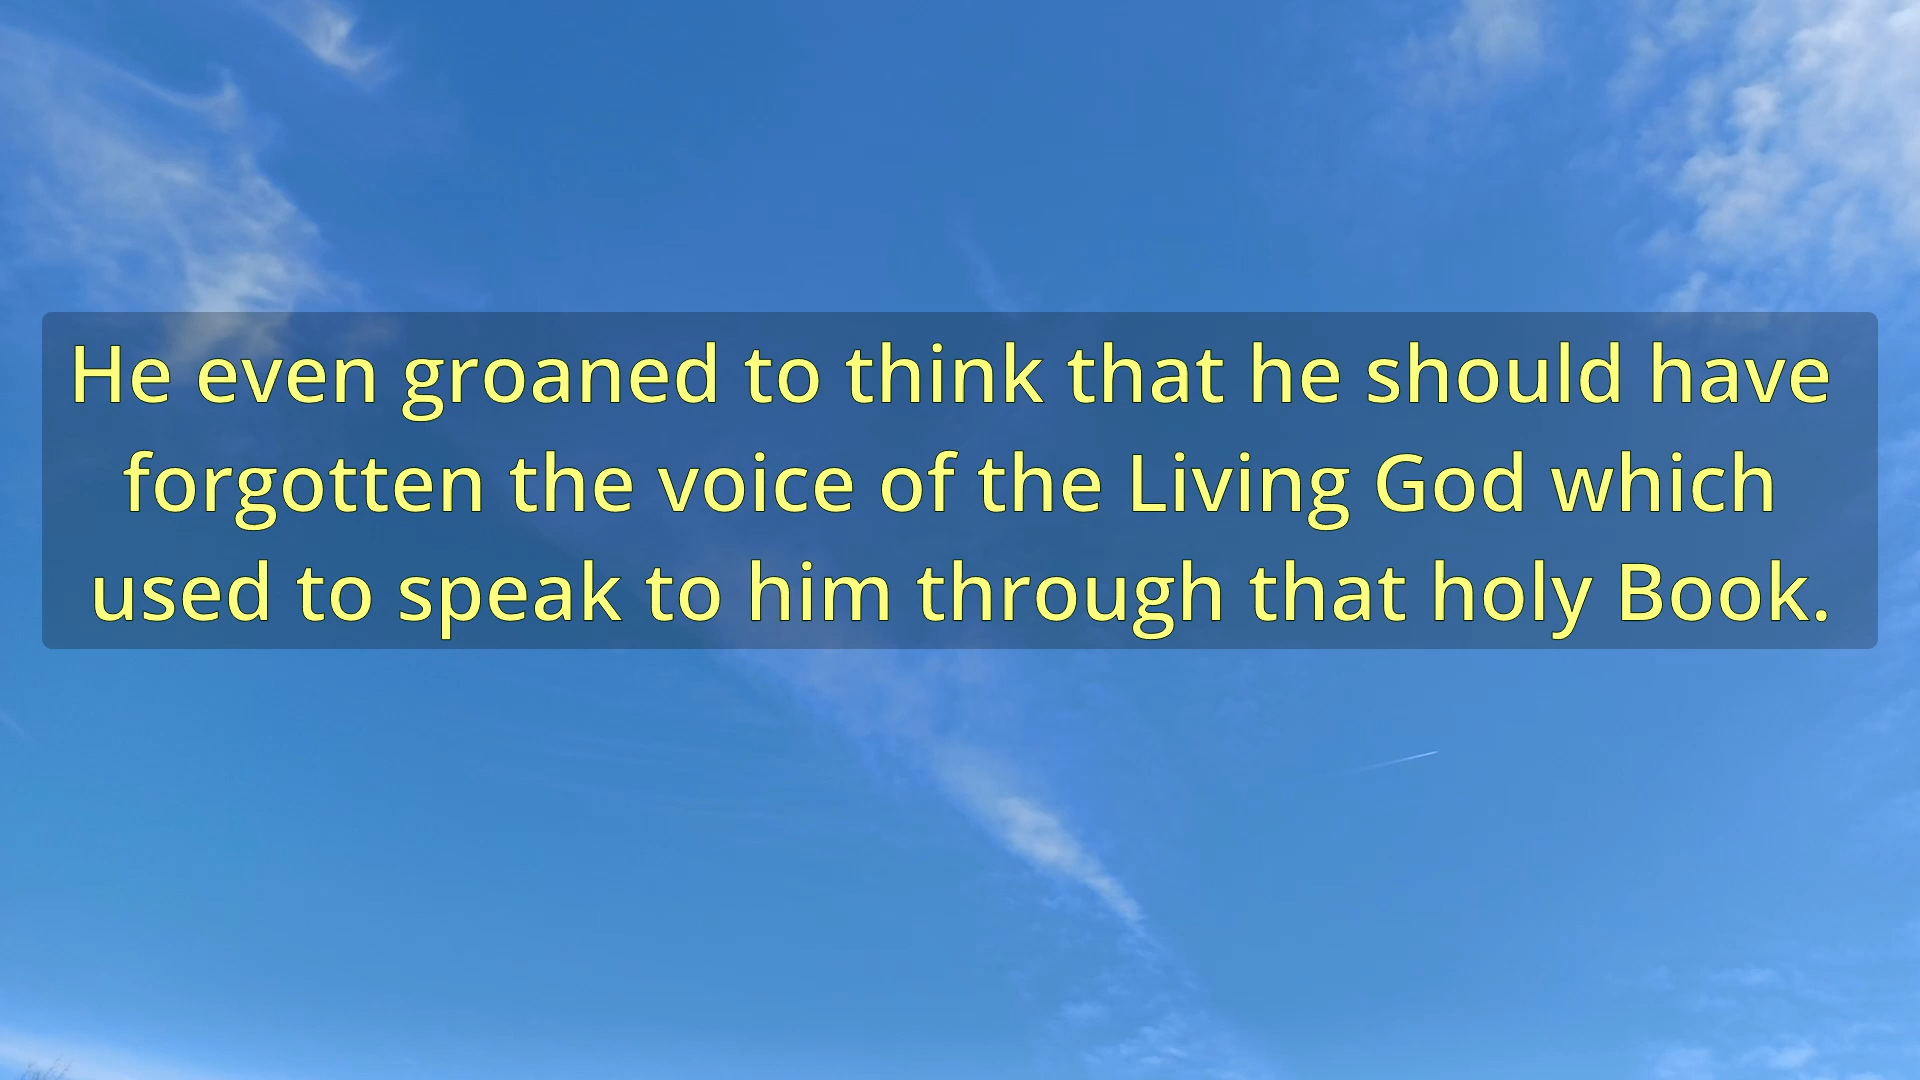 He even groaned to think that he should have
forgotten the voice of the Living God which
used to speak to him through that holy Book.